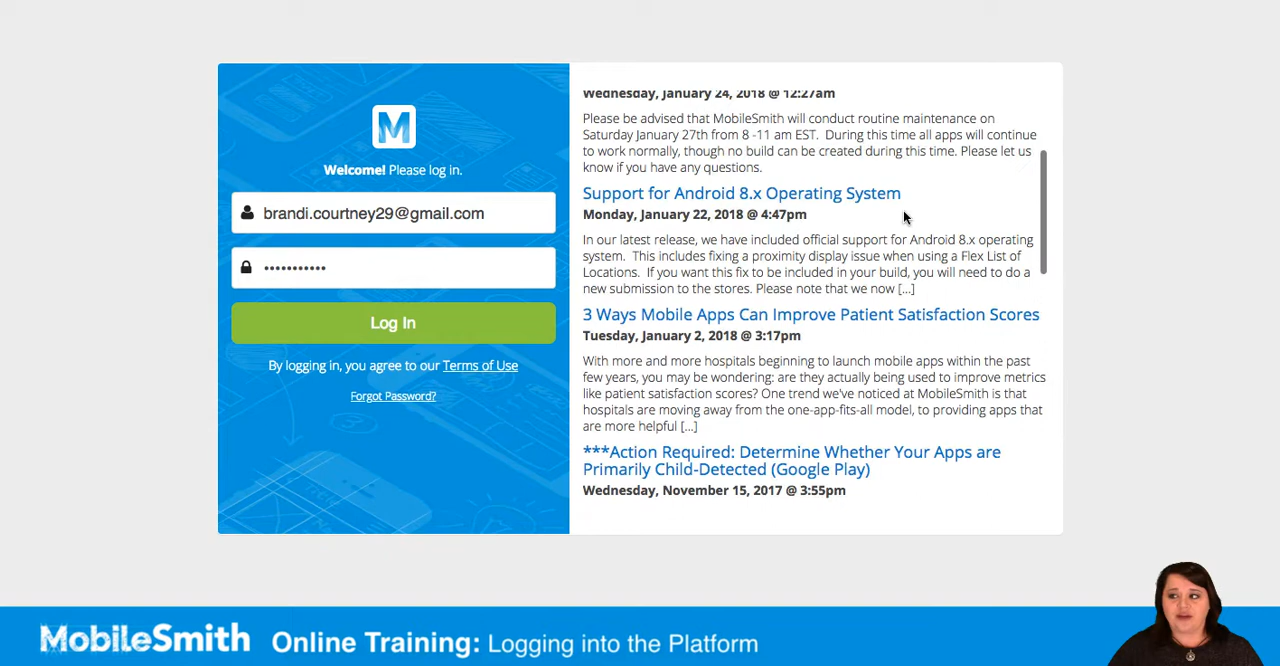 M
Welcome! Please log in.
brandi.courtney29@gmail.com
•••••••••••
Log In
By logging in, you agree to our Terms of Use
Forgot Password?
Wednesday, January 24, 2018 @ 12:27am
Please be advised that MobileSmith will conduct routine maintenance on
Saturday January 27th from 8 -11 am EST.  During this time all apps will continue
to work normally, though no build can be created during this time. Please let us
know if you have any questions.
Support for Android 8.x Operating System
Monday, January 22, 2018 @ 4:47pm
In our latest release, we have included official support for Android 8.x operating
system.  This includes fixing a proximity display issue when using a Flex List of
Locations.  If you want this fix to be included in your build, you will need to do a
new submission to the stores. Please note that we now [...]
3 Ways Mobile Apps Can Improve Patient Satisfaction Scores
Tuesday, January 2, 2018 @ 3:17pm
With more and more hospitals beginning to launch mobile apps within the past
few years, you may be wondering: are they actually being used to improve metrics
like patient satisfaction scores? One trend we've noticed at MobileSmith is that
hospitals are moving away from the one-app-fits-all model, to providing apps that
are more helpful [...]
***Action Required: Determine Whether Your Apps are
Primarily Child-Detected (Google Play)
Wednesday, November 15, 2017 @ 3:55pm
MobileSmith Online Training: Logging into the Platform